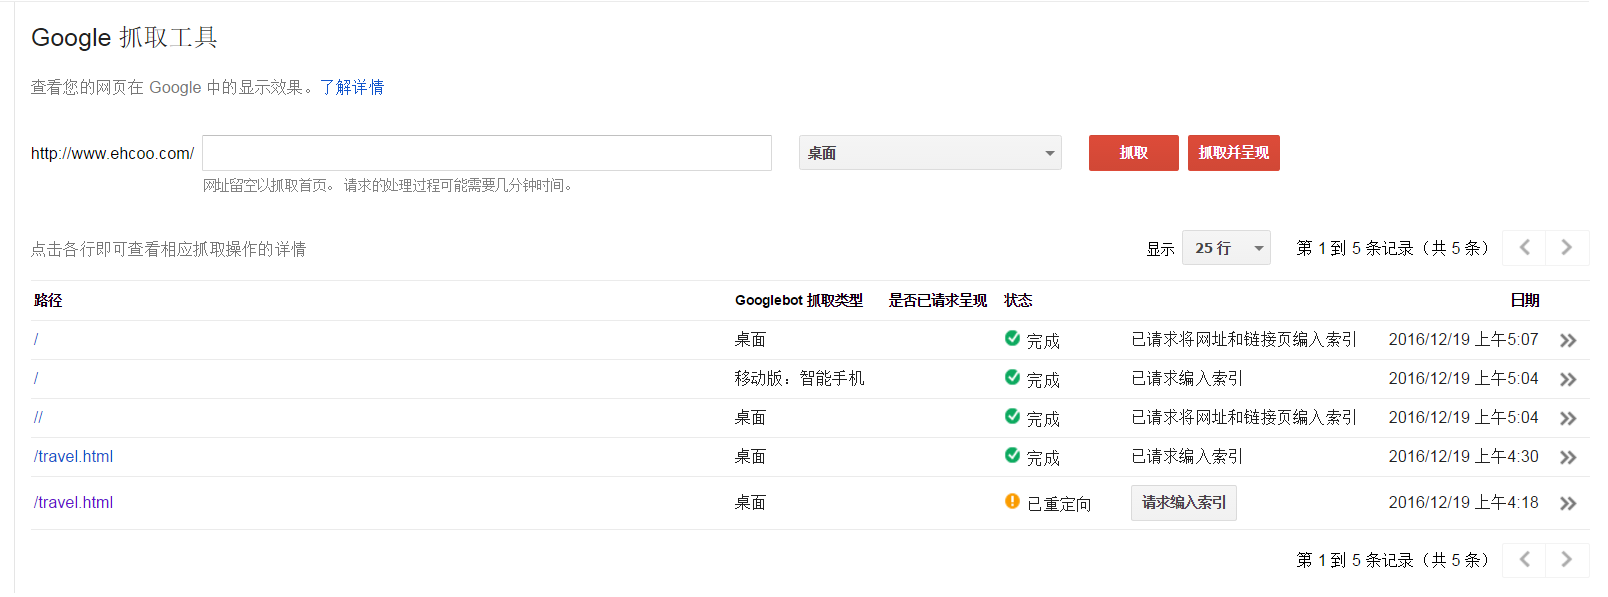 Google 抓取工具
查看您的网页在 Google 中的显示效果。了解详情
http://www.ehcoo.com/ 桌面 抓取 抓取并呈现
网址留空以抓取首页。 请求的处理过程可能需要几分钟时间。
点击各行即可查看相应抓取操作的详情 显示 25 行 第 1 到 5 条记录（共 5 条）
路径 Googlebot 抓取类型 是否已请求呈现 状态 日期
/ 桌面 完成 已请求将网址和链接页编入索引 2016/12/19 上午5:07
/ 移动版：智能手机 完成 已请求编入索引 2016/12/19 上午5:04
// 桌面 完成 已请求将网址和链接页编入索引 2016/12/19 上午5:04
/travel.html 桌面 完成 已请求编入索引 2016/12/19 上午4:30
/travel.html 桌面 已重定向 请求编入索引 2016/12/19 上午4:18
第 1 到 5 条记录（共 5 条）